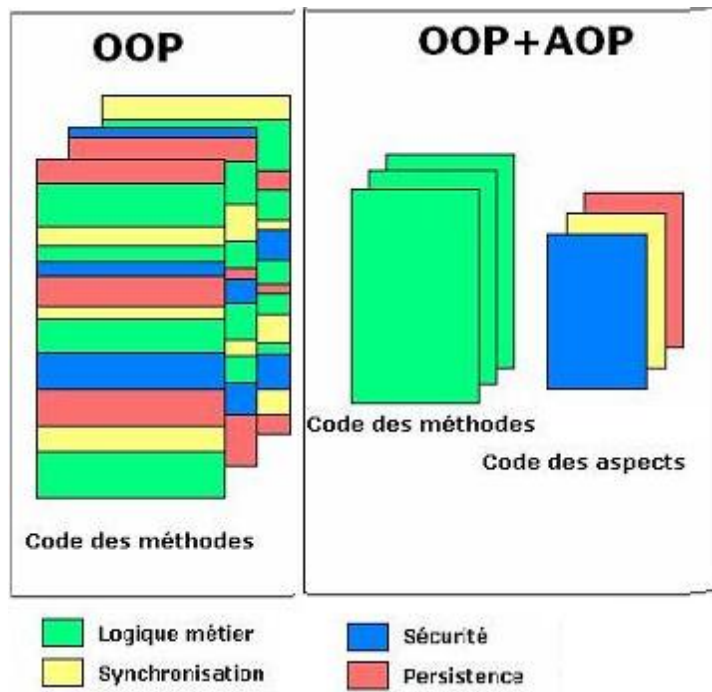 OOP
Code des méthodes
OOP+AOP
Code des méthodes
Code des aspects
Logique métier
Sécurité
Synchronisation
Persistence